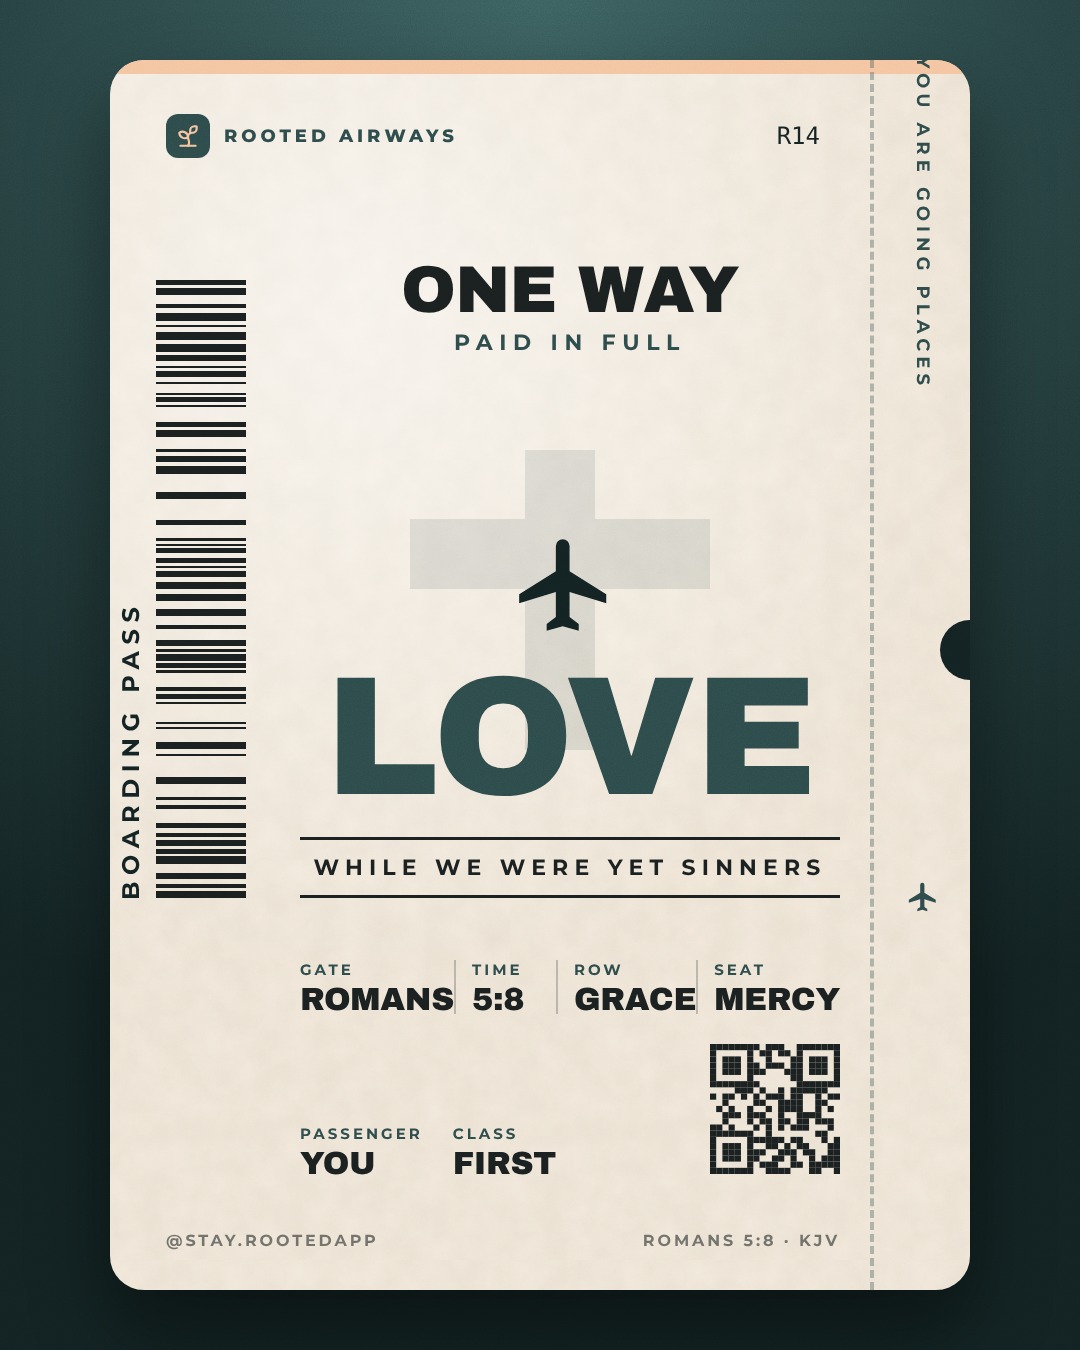 ROOTED AIRWAYS
R14
YOU ARE GOING PLACES
ONE WAY
PAID IN FULL
BOARDING PASS
LOVE
WHILE WE WERE YET SINNERS
GATE TIME ROW SEAT
ROMANS 5:8 GRACE MERCY
PASSENGER CLASS
YOU FIRST
@STAY.ROOTEDAPP ROMANS 5:8 · KJV